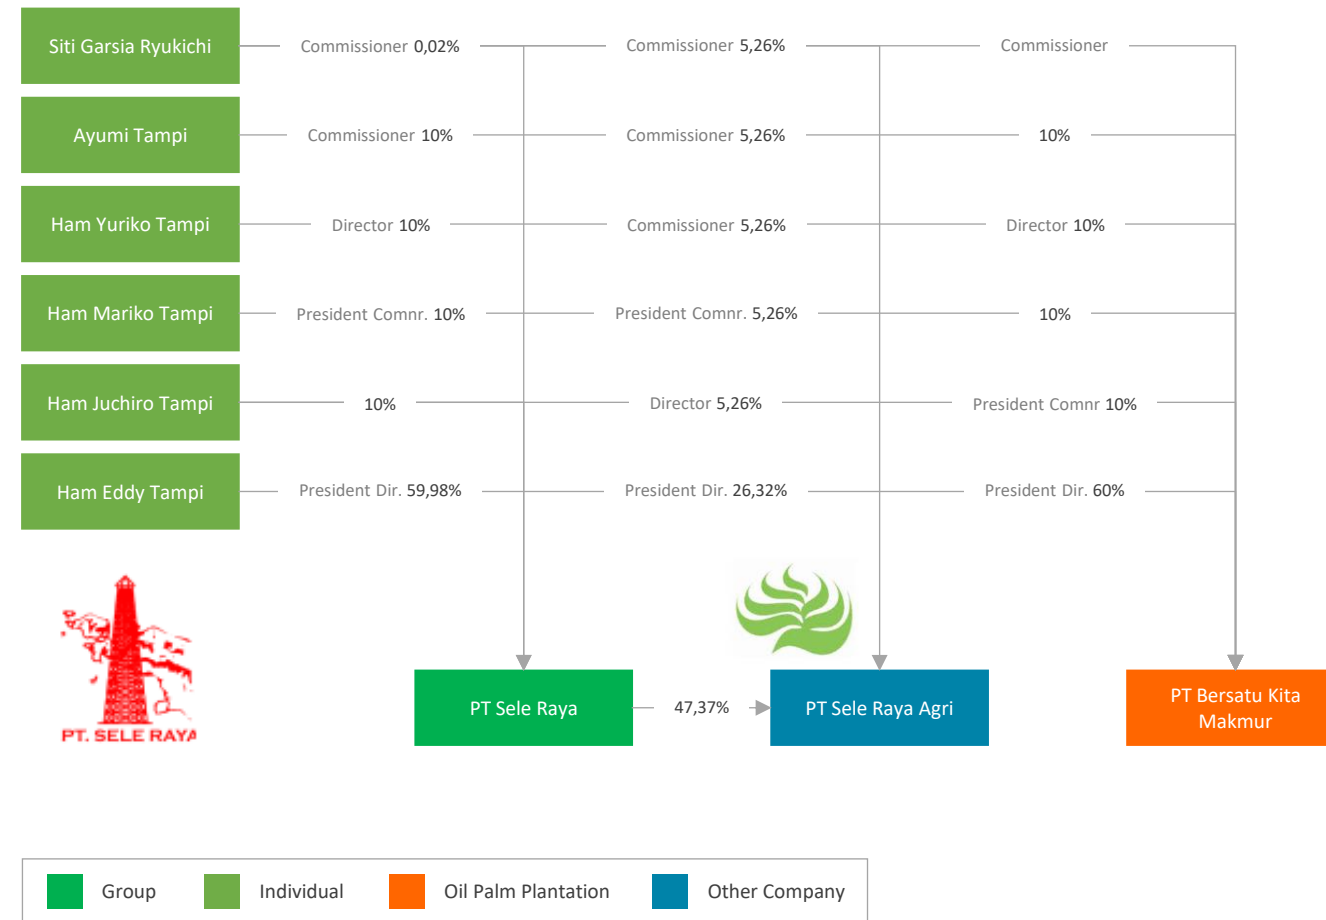 Siti Garsia Ryukichi Commissioner 0,02% Commissioner 5,26% Commissioner
Ayumi Tampi Commissioner 10% Commissioner 5,26% 10%
Ham Yuriko Tampi Director 10% Commissioner 5,26% Director 10%
Ham Mariko Tampi President Comnr. 10% President Comnr. 5,26% 10%
Ham Juchiro Tampi 10% Director 5,26% President Comnr 10%
Ham Eddy Tampi President Dir. 59,98% President Dir. 26,32% President Dir. 60%
PT. SELE RAYA
PT Sele Raya 47,37% PT Sele Raya Agri
PT Bersatu Kita
Makmur
Group Individual Oil Palm Plantation Other Company